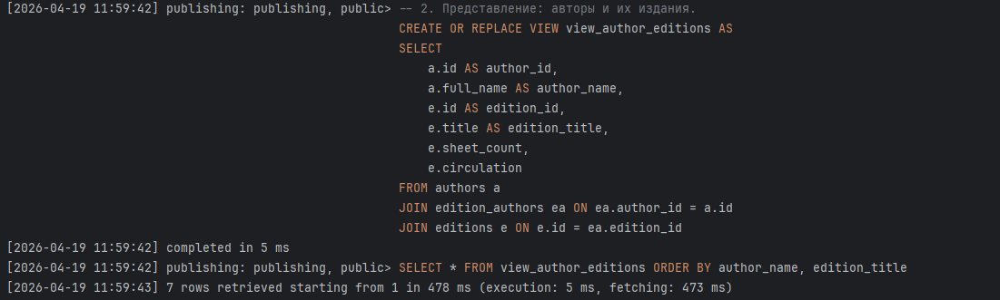 [2026-04-19 11:59:42] publishing: publishing, public> -- 2. Представление: авторы и их издания.
CREATE OR REPLACE VIEW view_author_editions AS
SELECT
a.id AS author_id,
a.full_name AS author_name,
e.id AS edition_id,
e.title AS edition_title,
e.sheet_count,
e.circulation
FROM authors a
JOIN edition_authors ea ON ea.author_id = a.id
JOIN editions e ON e.id = ea.edition_id
[2026-04-19 11:59:42] completed in 5 ms
[2026-04-19 11:59:42] publishing: publishing, public> SELECT * FROM view_author_editions ORDER BY author_name, edition_title
[2026-04-19 11:59:43] 7 rows retrieved starting from 1 in 478 ms (execution: 5 ms, fetching: 473 ms)